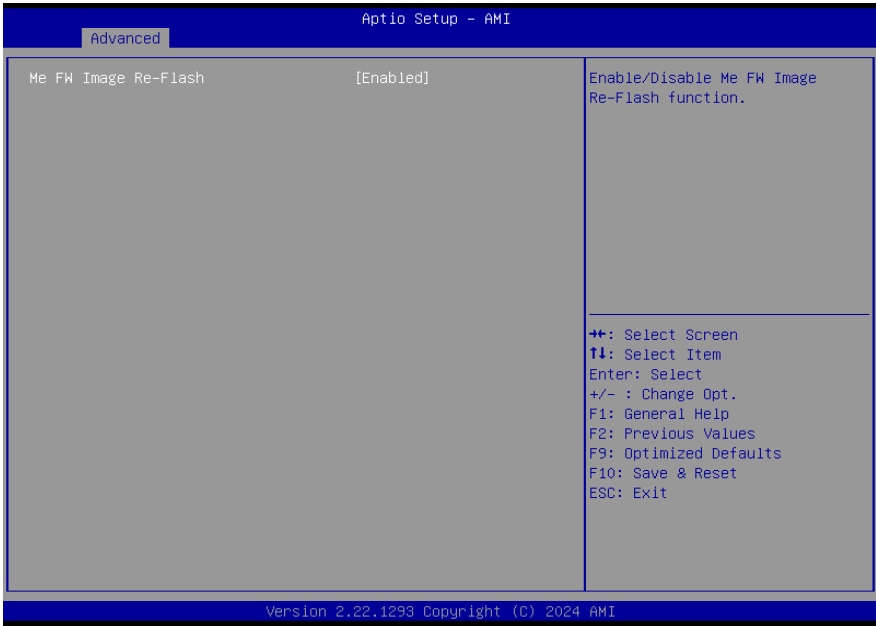 Aptio Setup – AMI
Advanced
Me FW Image Re–Flash [Enabled]
Enable/Disable Me FW Image
Re–Flash function.
→←: Select Screen
↑↓: Select Item
Enter: Select
+/– : Change Opt.
F1: General Help
F2: Previous Values
F9: Optimized Defaults
F10: Save & Reset
ESC: Exit
Version 2.22.1293 Copyright (C) 2024 AMI